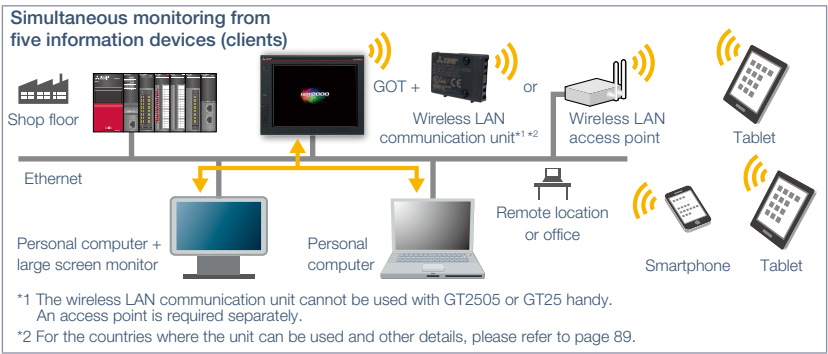 Simultaneous monitoring from
five information devices (clients)
GOT2000
GOT +
or
Shop floor
Wireless LAN
communication unit*1 *2
Wireless LAN
access point
Tablet
Ethernet
Personal computer +
large screen monitor
Personal
computer
Remote location
or office
Smartphone
Tablet
*1 The wireless LAN communication unit cannot be used with GT2505 or GT25 handy.
An access point is required separately.
*2 For the countries where the unit can be used and other details, please refer to page 89.